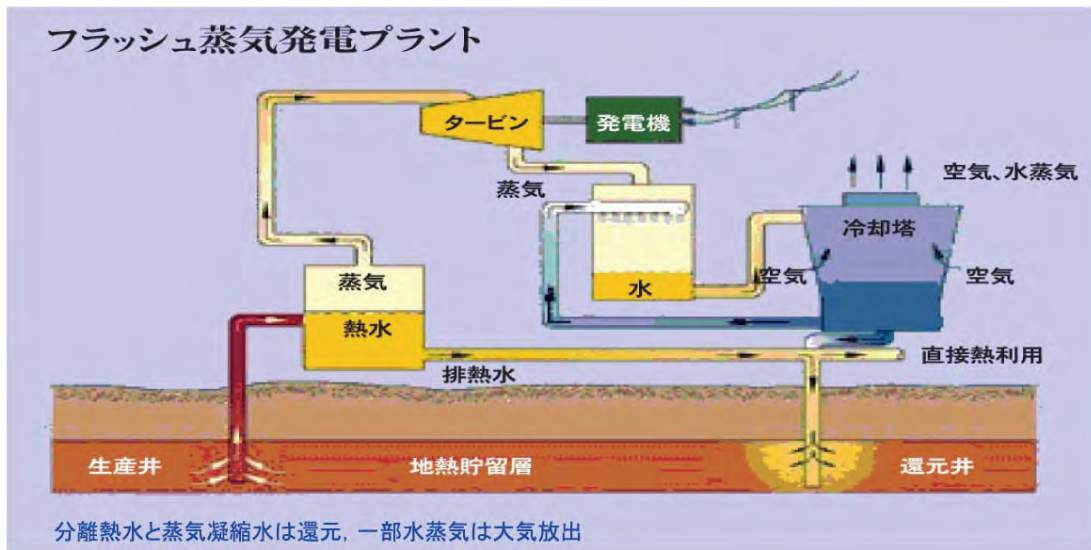 フラッシュ蒸気発電プラント
タービン
発電機
蒸気
空気、水蒸気
冷却塔
空気
空気
蒸気
水
熱水
直接熱利用
排熱水
生産井
地熱貯留層
還元井
分離熱水と蒸気凝縮水は還元, 一部水蒸気は大気放出